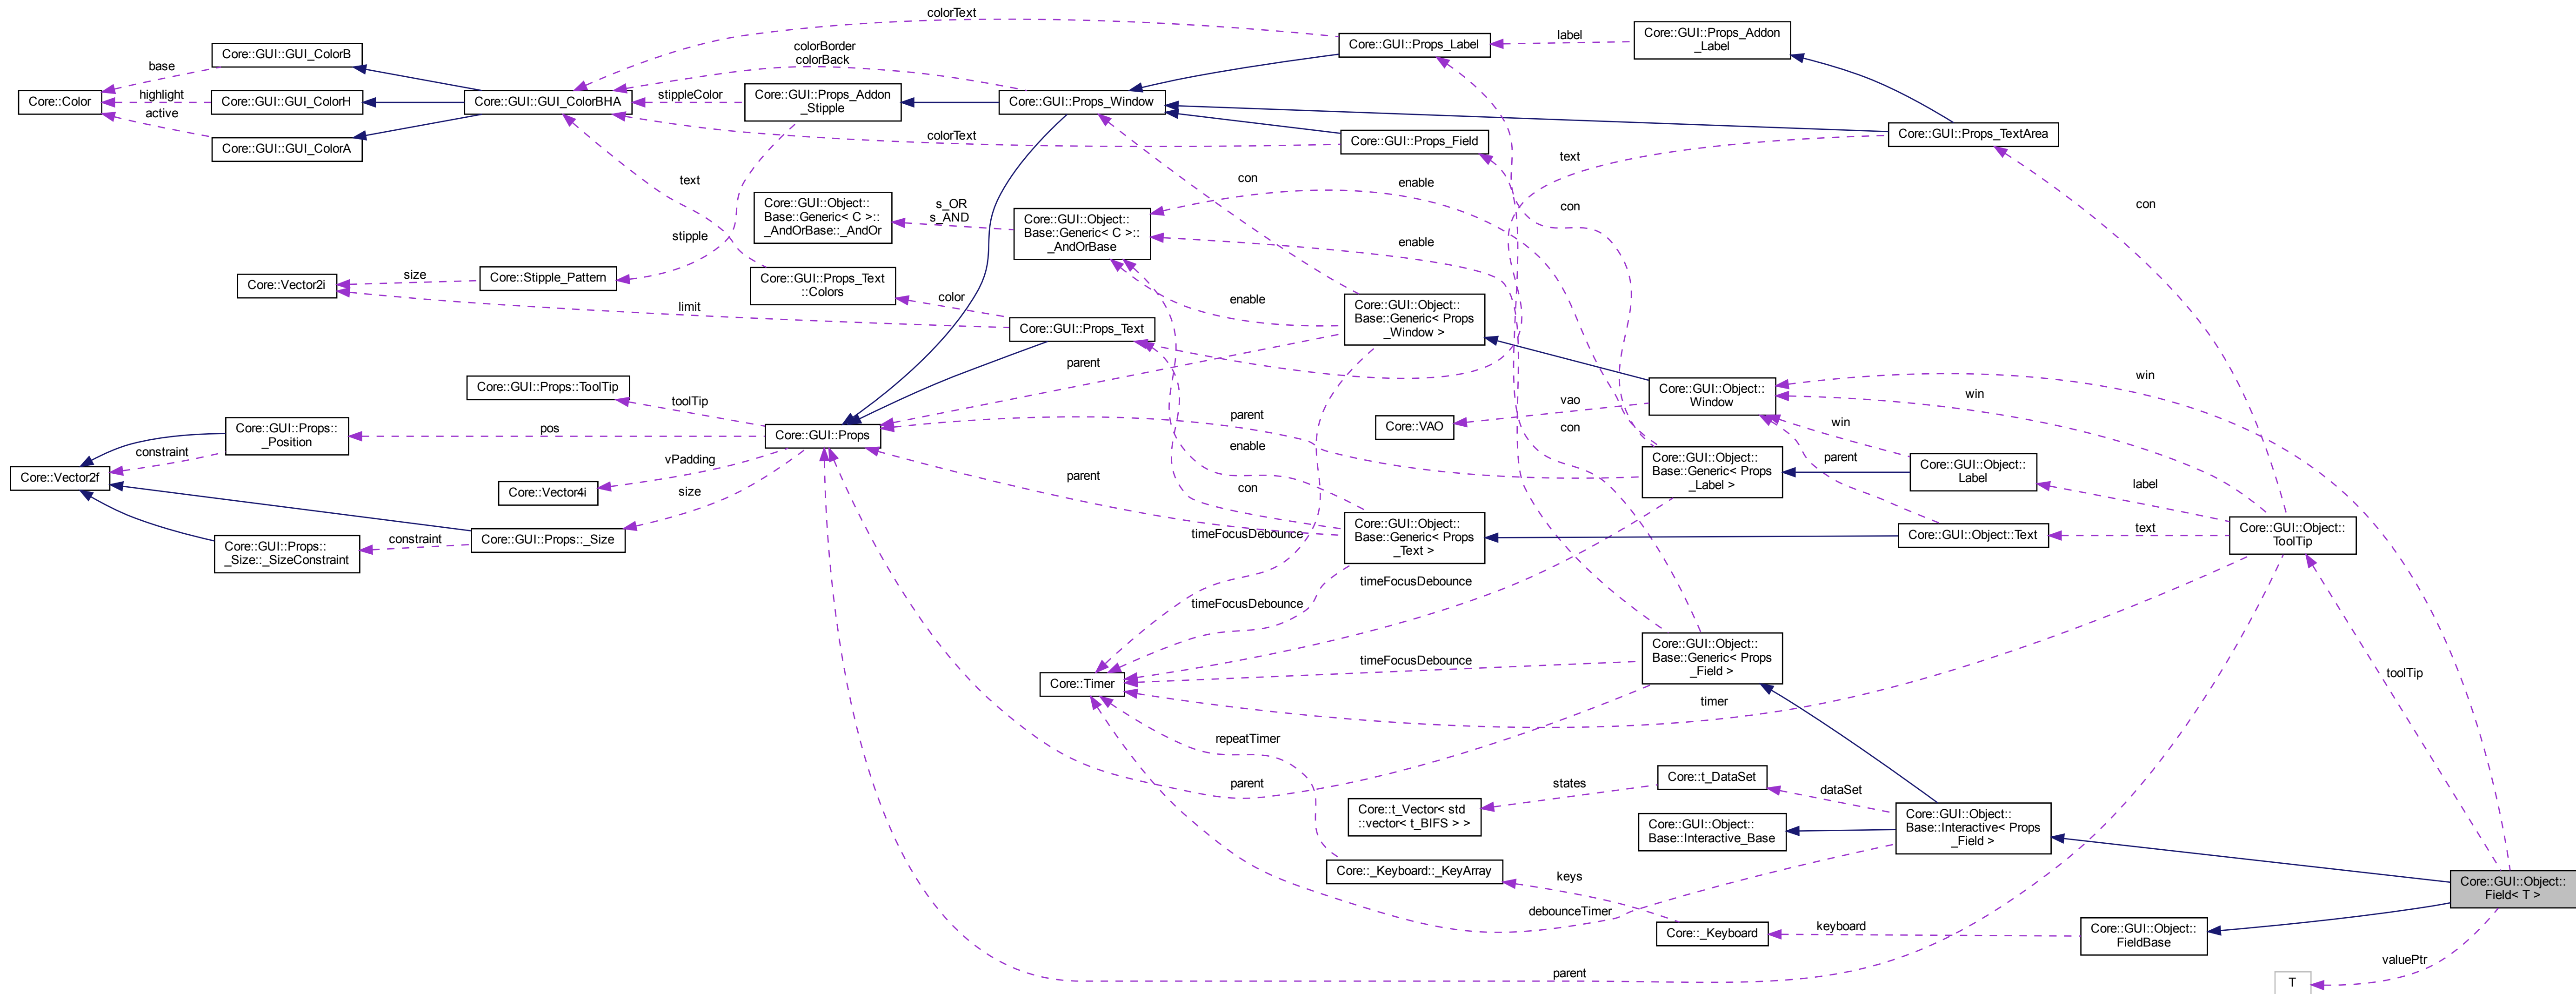 colorText
Core::GUI::Props_Addon
_Label
label
Core::GUI::Props_Label
Core::GUI::GUI_ColorB
base
colorBorder
colorBack
Core::Color
highlight
Core::GUI::GUI_ColorH
Core::GUI::GUI_ColorBHA
stippleColor
Core::GUI::Props_Addon
_Stipple
Core::GUI::Props_Window
active
Core::GUI::GUI_ColorA
colorText
Core::GUI::Props_Field
Core::GUI::Props_TextArea
text
text
con
enable
con
con
Core::GUI::Object::
Base::Generic< C >::
_AndOrBase::_AndOr
s_OR
s_AND
Core::GUI::Object::
Base::Generic< C >::
_AndOrBase
stipple
enable
Core::Vector2i
size
Core::Stipple_Pattern
Core::GUI::Props_Text
::Colors
color
limit
Core::GUI::Props_Text
enable
Core::GUI::Object::
Base::Generic< Props
_Window >
parent
Core::GUI::Props::ToolTip
toolTip
Core::GUI::Object::
Window
win
win
vao
Core::VAO
Core::GUI::Props::
_Position
pos
Core::GUI::Props
parent
con
win
constraint
enable
parent
Core::Vector2f
vPadding
Core::Vector4i
size
parent
con
Core::GUI::Object::
Base::Generic< Props
_Label >
Core::GUI::Object::
Label
label
Core::GUI::Props::
_Size::_SizeConstraint
constraint
Core::GUI::Props::_Size
timeFocusDebounce
Core::GUI::Object::
Base::Generic< Props
_Text >
Core::GUI::Object::Text
text
Core::GUI::Object::
ToolTip
timeFocusDebounce
timeFocusDebounce
timeFocusDebounce
Core::GUI::Object::
Base::Generic< Props
_Field >
Core::Timer
timer
toolTip
repeatTimer
parent
Core::t_DataSet
states
dataSet
Core::t_Vector< std
::vector< t_BIFS > >
Core::GUI::Object::
Base::Interactive_Base
Core::GUI::Object::
Base::Interactive< Props
_Field >
Core::_Keyboard::_KeyArray
keys
Core::GUI::Object::
Field< T >
debounceTimer
Core::_Keyboard
keyboard
Core::GUI::Object::
FieldBase
valuePtr
parent
T